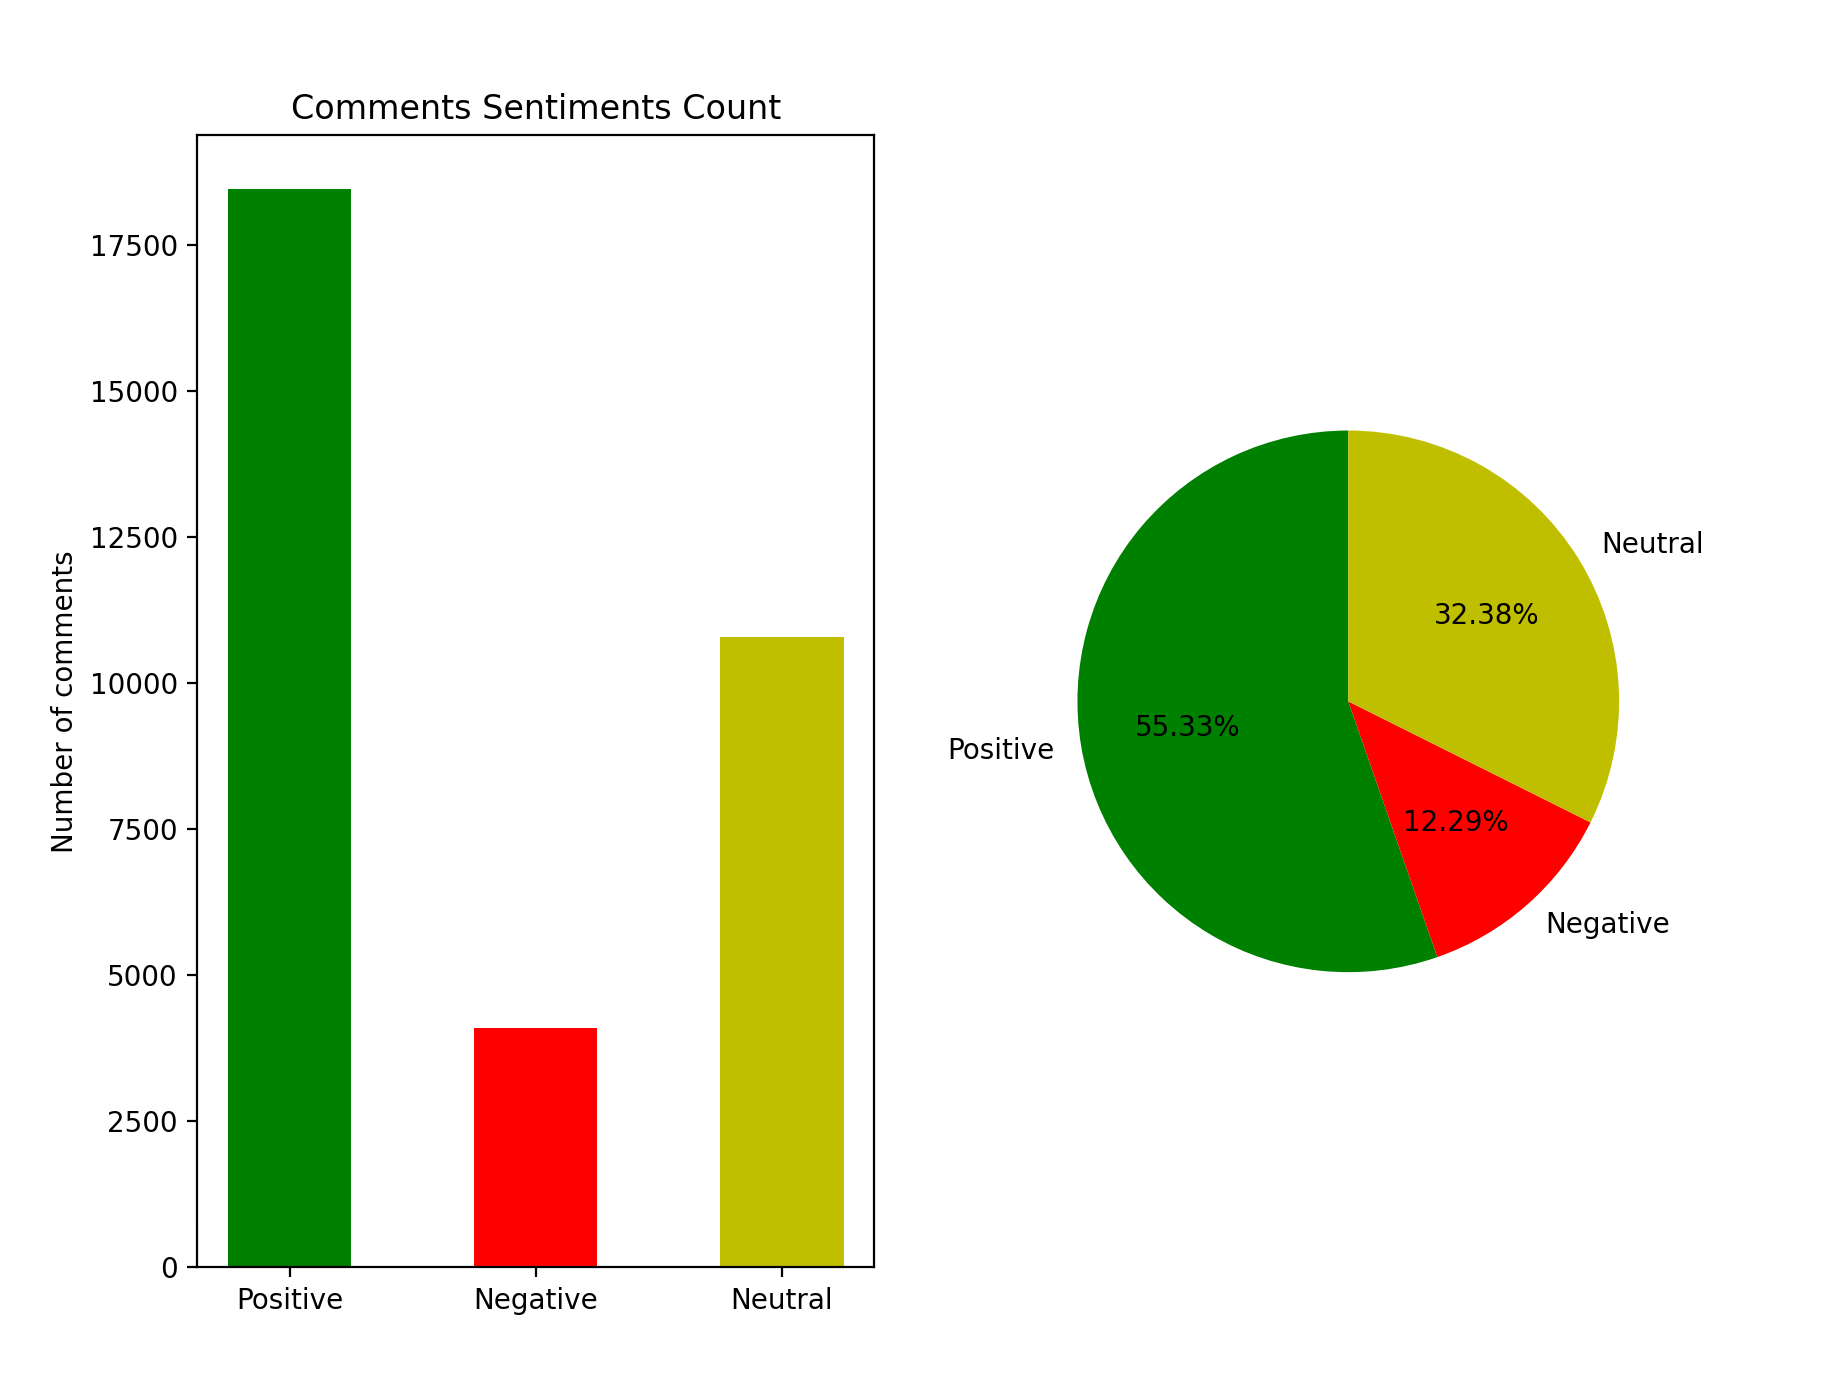 Comments Sentiments Count
Number of comments
17500
15000
12500
10000
7500
5000
2500
0
Positive
Negative
Neutral
Neutral
32.38%
55.33%
Positive
12.29%
Negative